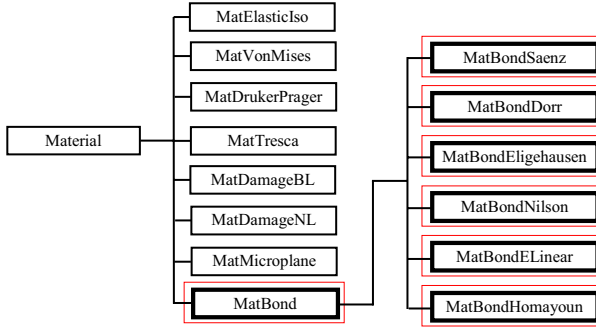 Material
MatElasticIso
MatVonMises
MatDrukerPrager
MatTresca
MatDamageBL
MatDamageNL
MatMicroplane
MatBond
MatBondSaenz
MatBondDorr
MatBondEligehausen
MatBondNilson
MatBondELinear
MatBondHomayoun